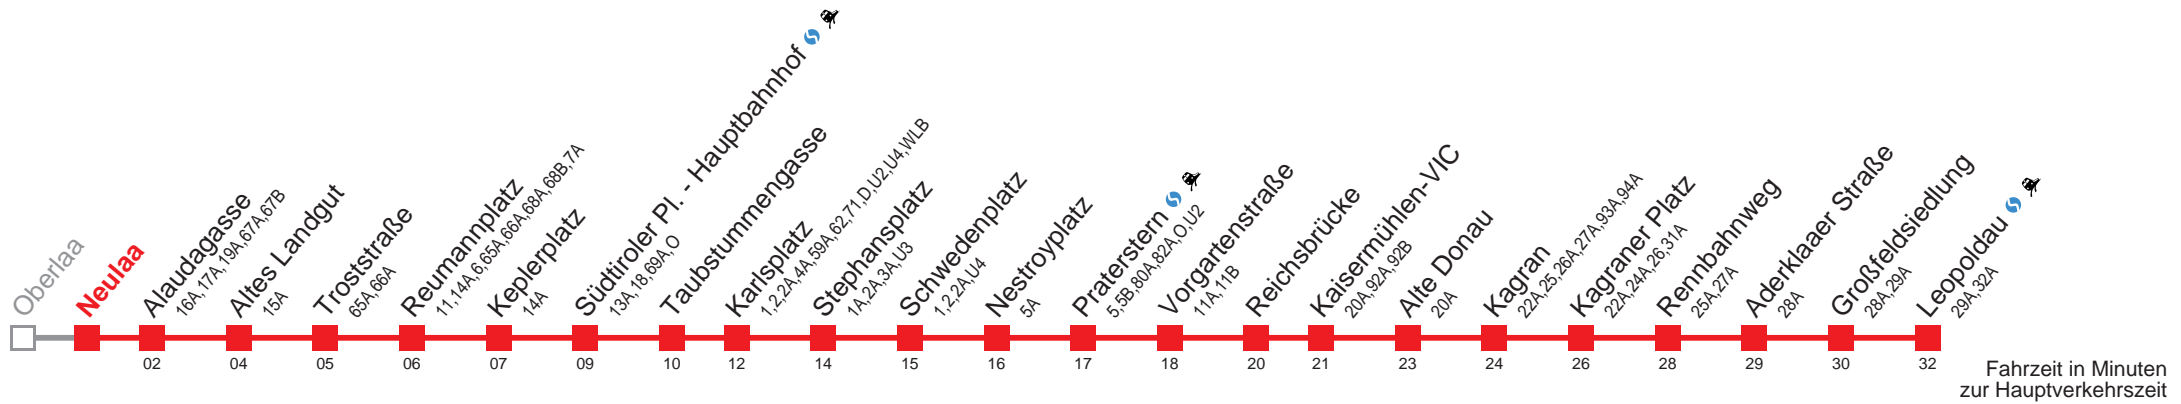 Oberlaa
Neulaa
Alaudagasse
16A,17A,19A,67A,67B
02
Altes Landgut
15A
04
Troststraße
65A,66A
05
Reumannplatz
11,14A,6,65A,66A,68A,68B,7A
06
Keplerplatz
14A
07
Südtiroler Pl. - Hauptbahnhof
13A,18,69A,O
09
Taubstummengasse
10
Karlsplatz
1,2,2A,4A,59A,62,71,D,U2,U4,WLB
12
Stephansplatz
1A,2A,3A,U3
14
Schwedenplatz
1,2,2A,U4
15
Nestroyplatz
5A
16
Praterstern
5,5B,80A,82A,O,U2
17
Vorgartenstraße
11A,11B
18
Reichsbrücke
20
Kaisermühlen-VIC
20A,92A,92B
21
Alte Donau
20A
23
Kagran
22A,25,26A,27A,93A,94A
24
Kagraner Platz
22A,24A,26,31A
26
Rennbahnweg
25A,27A
28
Aderklaaer Straße
28A
29
Großfeldsiedlung
28A,29A
30
Leopoldau
29A,32A
32
Fahrzeit in Minuten
zur Hauptverkehrszeit